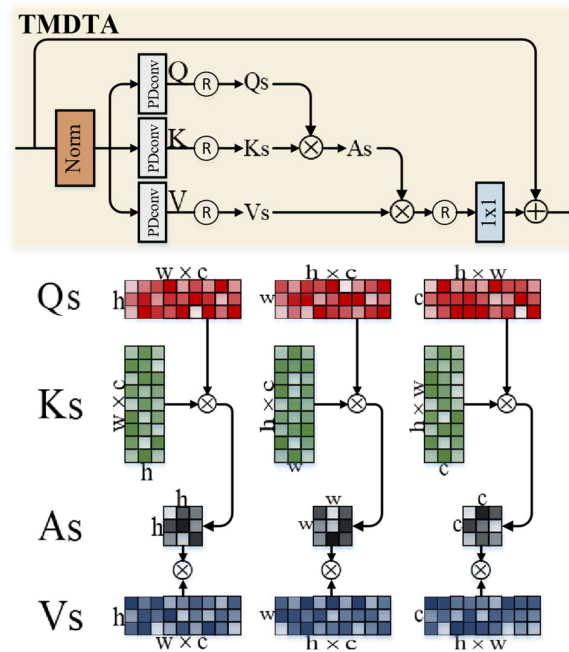 TMDTA
Norm
PDconv Q R Qs
PDconv K R Ks As
PDconv V R Vs R 1x1
w × c h × c h × w
Qs h w c
Ks w × c h × c h × w
h w c
h w c
As h w c
Vs h w c
w × c h × c h × w